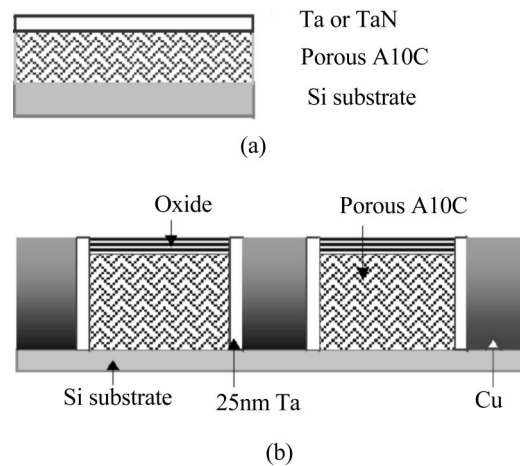 Ta or TaN
Porous A10C
Si substrate
(a)
Oxide Porous A10C
Si substrate 25nm Ta Cu
(b)